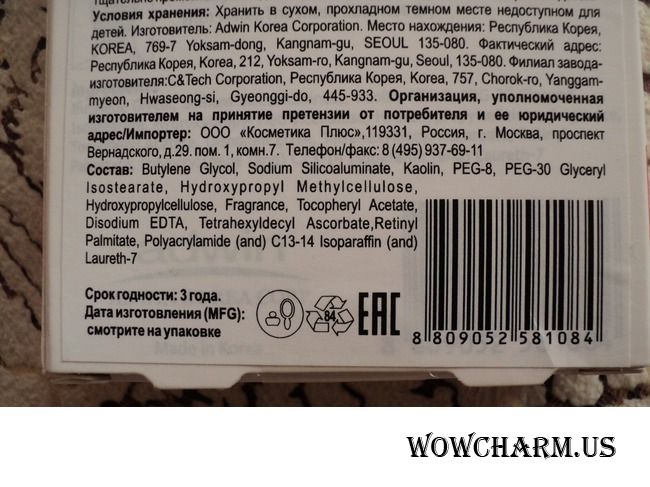 Условия хранения: Хранить в сухом, прохладном темном месте недоступном для
детей. Изготовитель: Adwin Korea Corporation. Место нахождения: Республика Корея,
KOREA, 769-7 Yoksam-dong, Kangnam-gu, SEOUL 135-080. Фактический адрес:
Республика Корея, Korea, 212, Yoksam-ro, Kangnam-gu, Seoul, 135-080. Филиал завода-
изготовителя:C&Tech Corporation, Республика Корея, Korea, 757, Chorok-ro, Yanggam-
myeon, Hwaseong-si, Gyeonggi-do, 445-933. Организация, уполномоченная
изготовителем на принятие претензии от потребителя и ее юридический
адрес/Импортер: ООО «Косметика Плюс»,119331, Россия, г. Москва, проспект
Вернадского, д.29. пом. 1, комн.7. Телефон/факс: 8 (495) 937-69-11
Состав: Butylene Glycol, Sodium Silicoaluminate, Kaolin, PEG-8, PEG-30 Glyceryl
Isostearate, Hydroxypropyl Methylcellulose,
Hydroxypropylcellulose, Fragrance, Tocopheryl Acetate,
Disodium EDTA, Tetrahexyldecyl Ascorbate,Retinyl
Palmitate, Polyacrylamide (and) C13-14 Isoparaffin (and)
Laureth-7
Срок годности: 3 года.
Дата изготовления (MFG):
смотрите на упаковке
84
EAC
8 809052 581084
Made in Korea
WOWCHARM.US